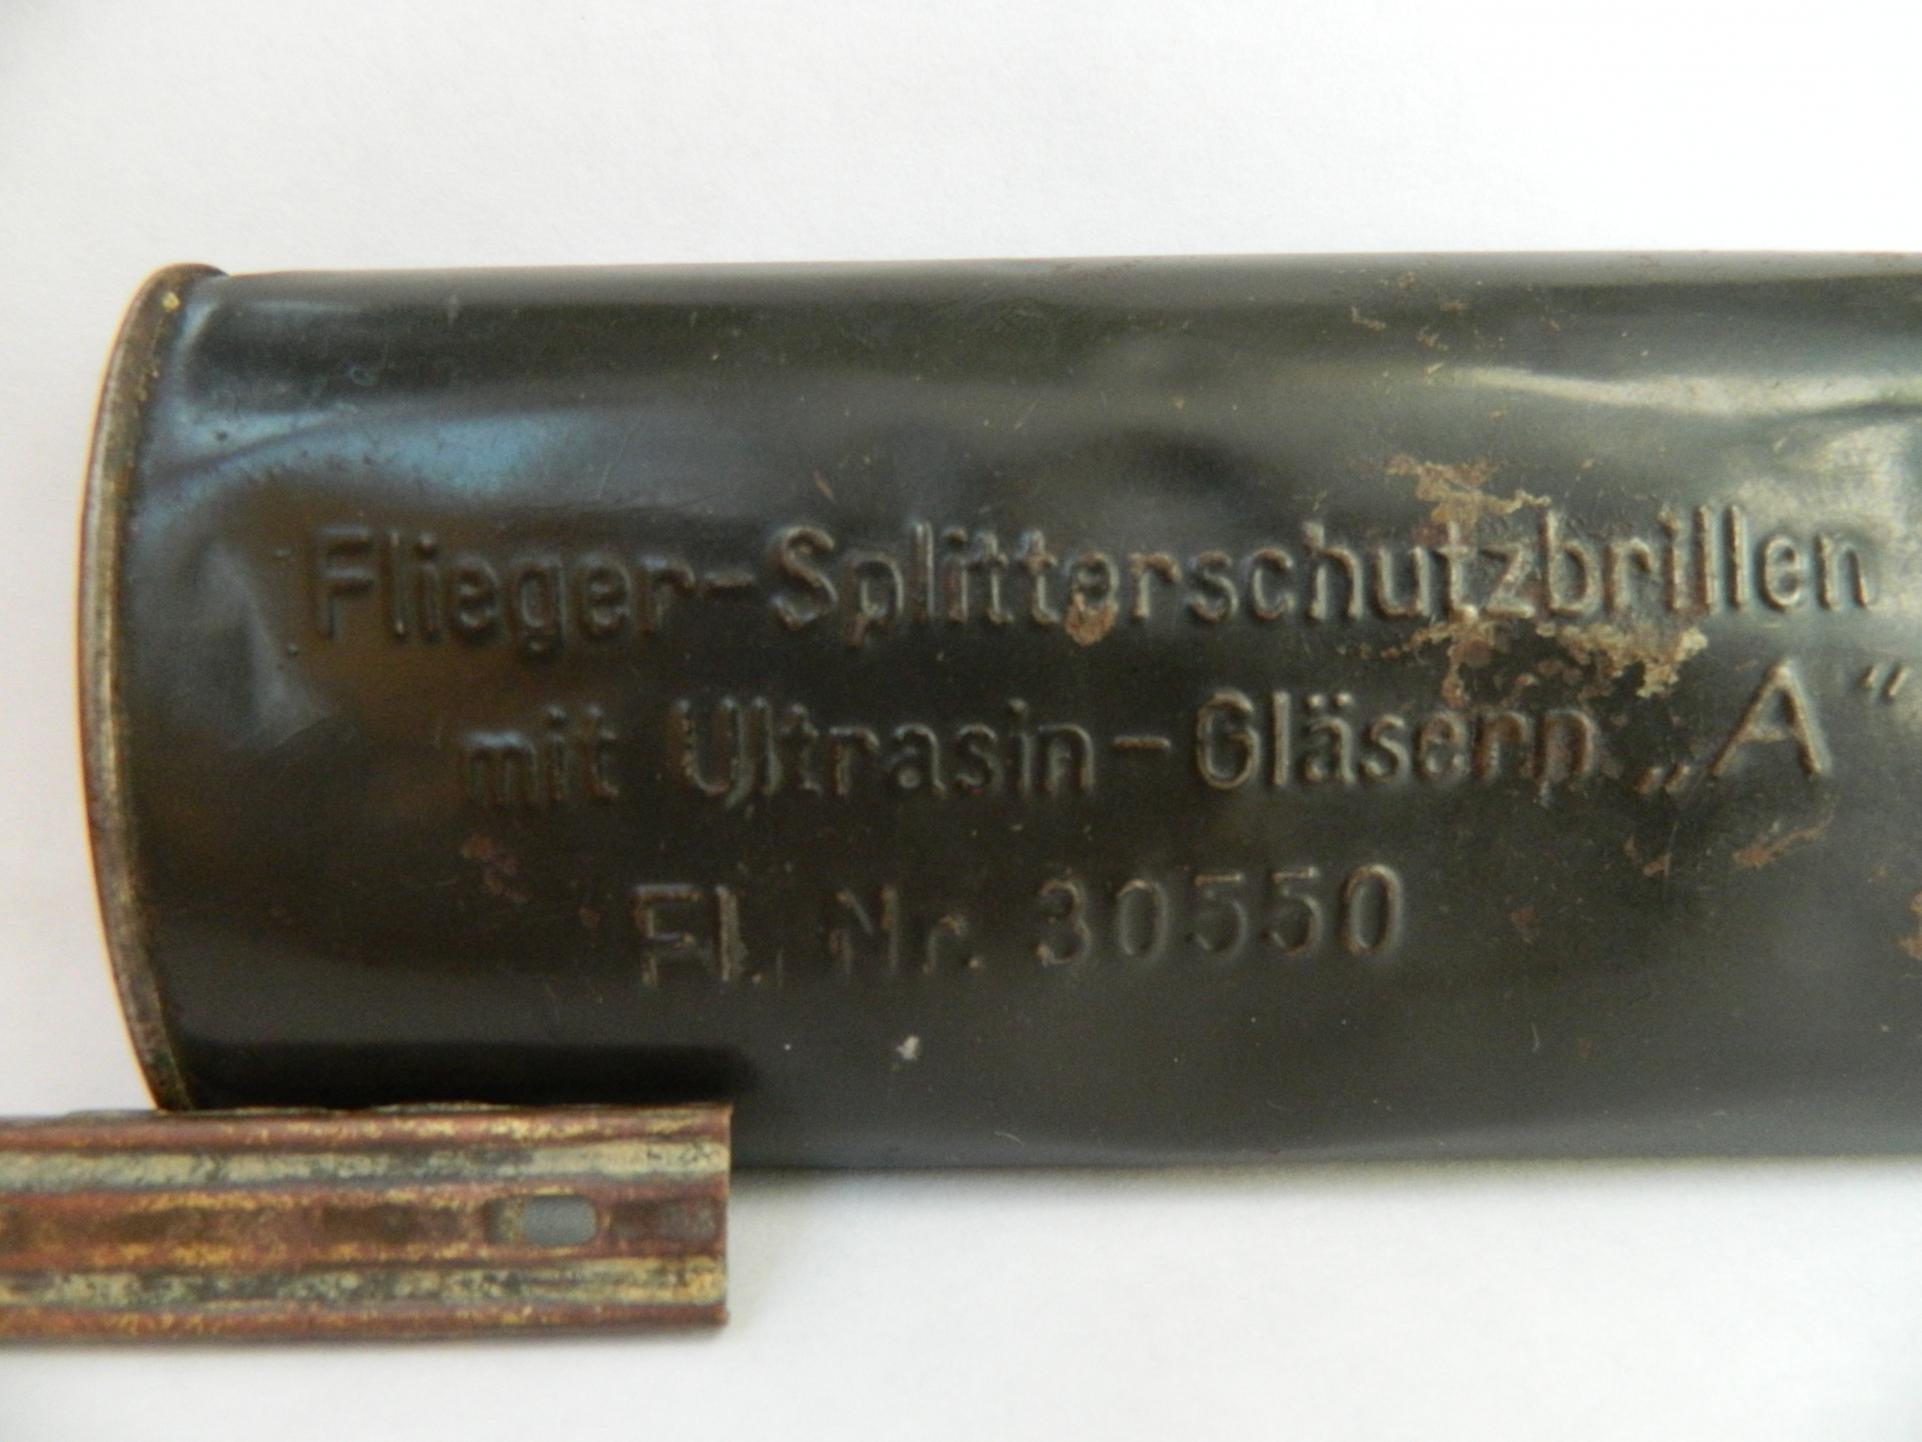 Flieger-Splitterschutzbrillen
mit Ultrasin-Gläsern „A“
Fl. Nr. 30550